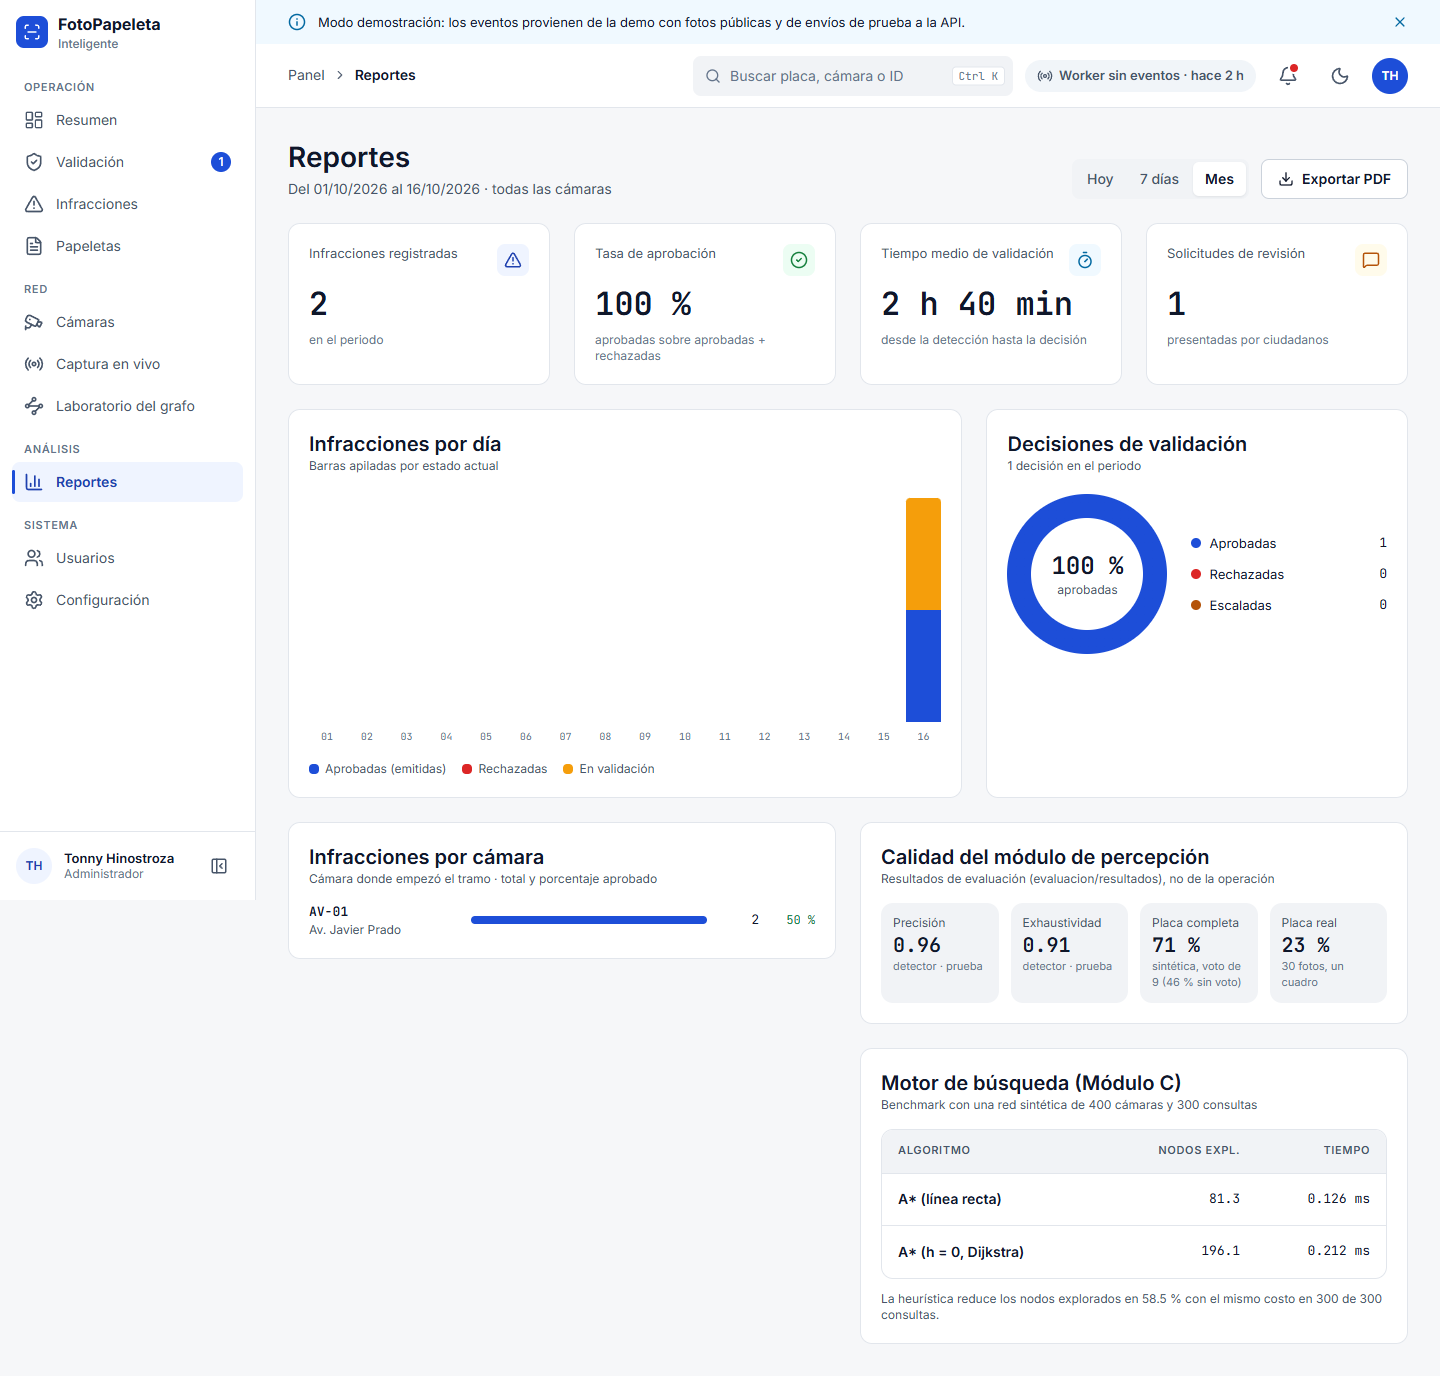 FotoPapeleta
Inteligente
OPERACIÓN
Resumen
Validación 1
Infracciones
Papeletas
RED
Cámaras
Captura en vivo
Laboratorio del grafo
ANÁLISIS
Reportes
SISTEMA
Usuarios
Configuración
TH
Tonny Hinostroza
Administrador
Modo demostración: los eventos provienen de la demo con fotos públicas y de envíos de prueba a la API.
Panel > Reportes
Buscar placa, cámara o ID Ctrl K
Worker sin eventos · hace 2 h
TH
Reportes
Del 01/10/2026 al 16/10/2026 · todas las cámaras
Hoy 7 días Mes
Exportar PDF
Infracciones registradas
2
en el periodo
Tasa de aprobación
100 %
aprobadas sobre aprobadas +
rechazadas
Tiempo medio de validación
2 h 40 min
desde la detección hasta la decisión
Solicitudes de revisión
1
presentadas por ciudadanos
Infracciones por día
Barras apiladas por estado actual
01 02 03 04 05 06 07 08 09 10 11 12 13 14 15 16
Aprobadas (emitidas) Rechazadas En validación
Decisiones de validación
1 decisión en el periodo
100 %
aprobadas
Aprobadas 1
Rechazadas 0
Escaladas 0
Infracciones por cámara
Cámara donde empezó el tramo · total y porcentaje aprobado
AV-01
Av. Javier Prado
2 50 %
Calidad del módulo de percepción
Resultados de evaluación (evaluacion/resultados), no de la operación
Precisión
0.96
detector · prueba
Exhaustividad
0.91
detector · prueba
Placa completa
71 %
sintética, voto de
9 (46 % sin voto)
Placa real
23 %
30 fotos, un
cuadro
Motor de búsqueda (Módulo C)
Benchmark con una red sintética de 400 cámaras y 300 consultas
ALGORITMO NODOS EXPL. TIEMPO
A* (línea recta) 81.3 0.126 ms
A* (h = 0, Dijkstra) 196.1 0.212 ms
La heurística reduce los nodos explorados en 58.5 % con el mismo costo en 300 de 300
consultas.